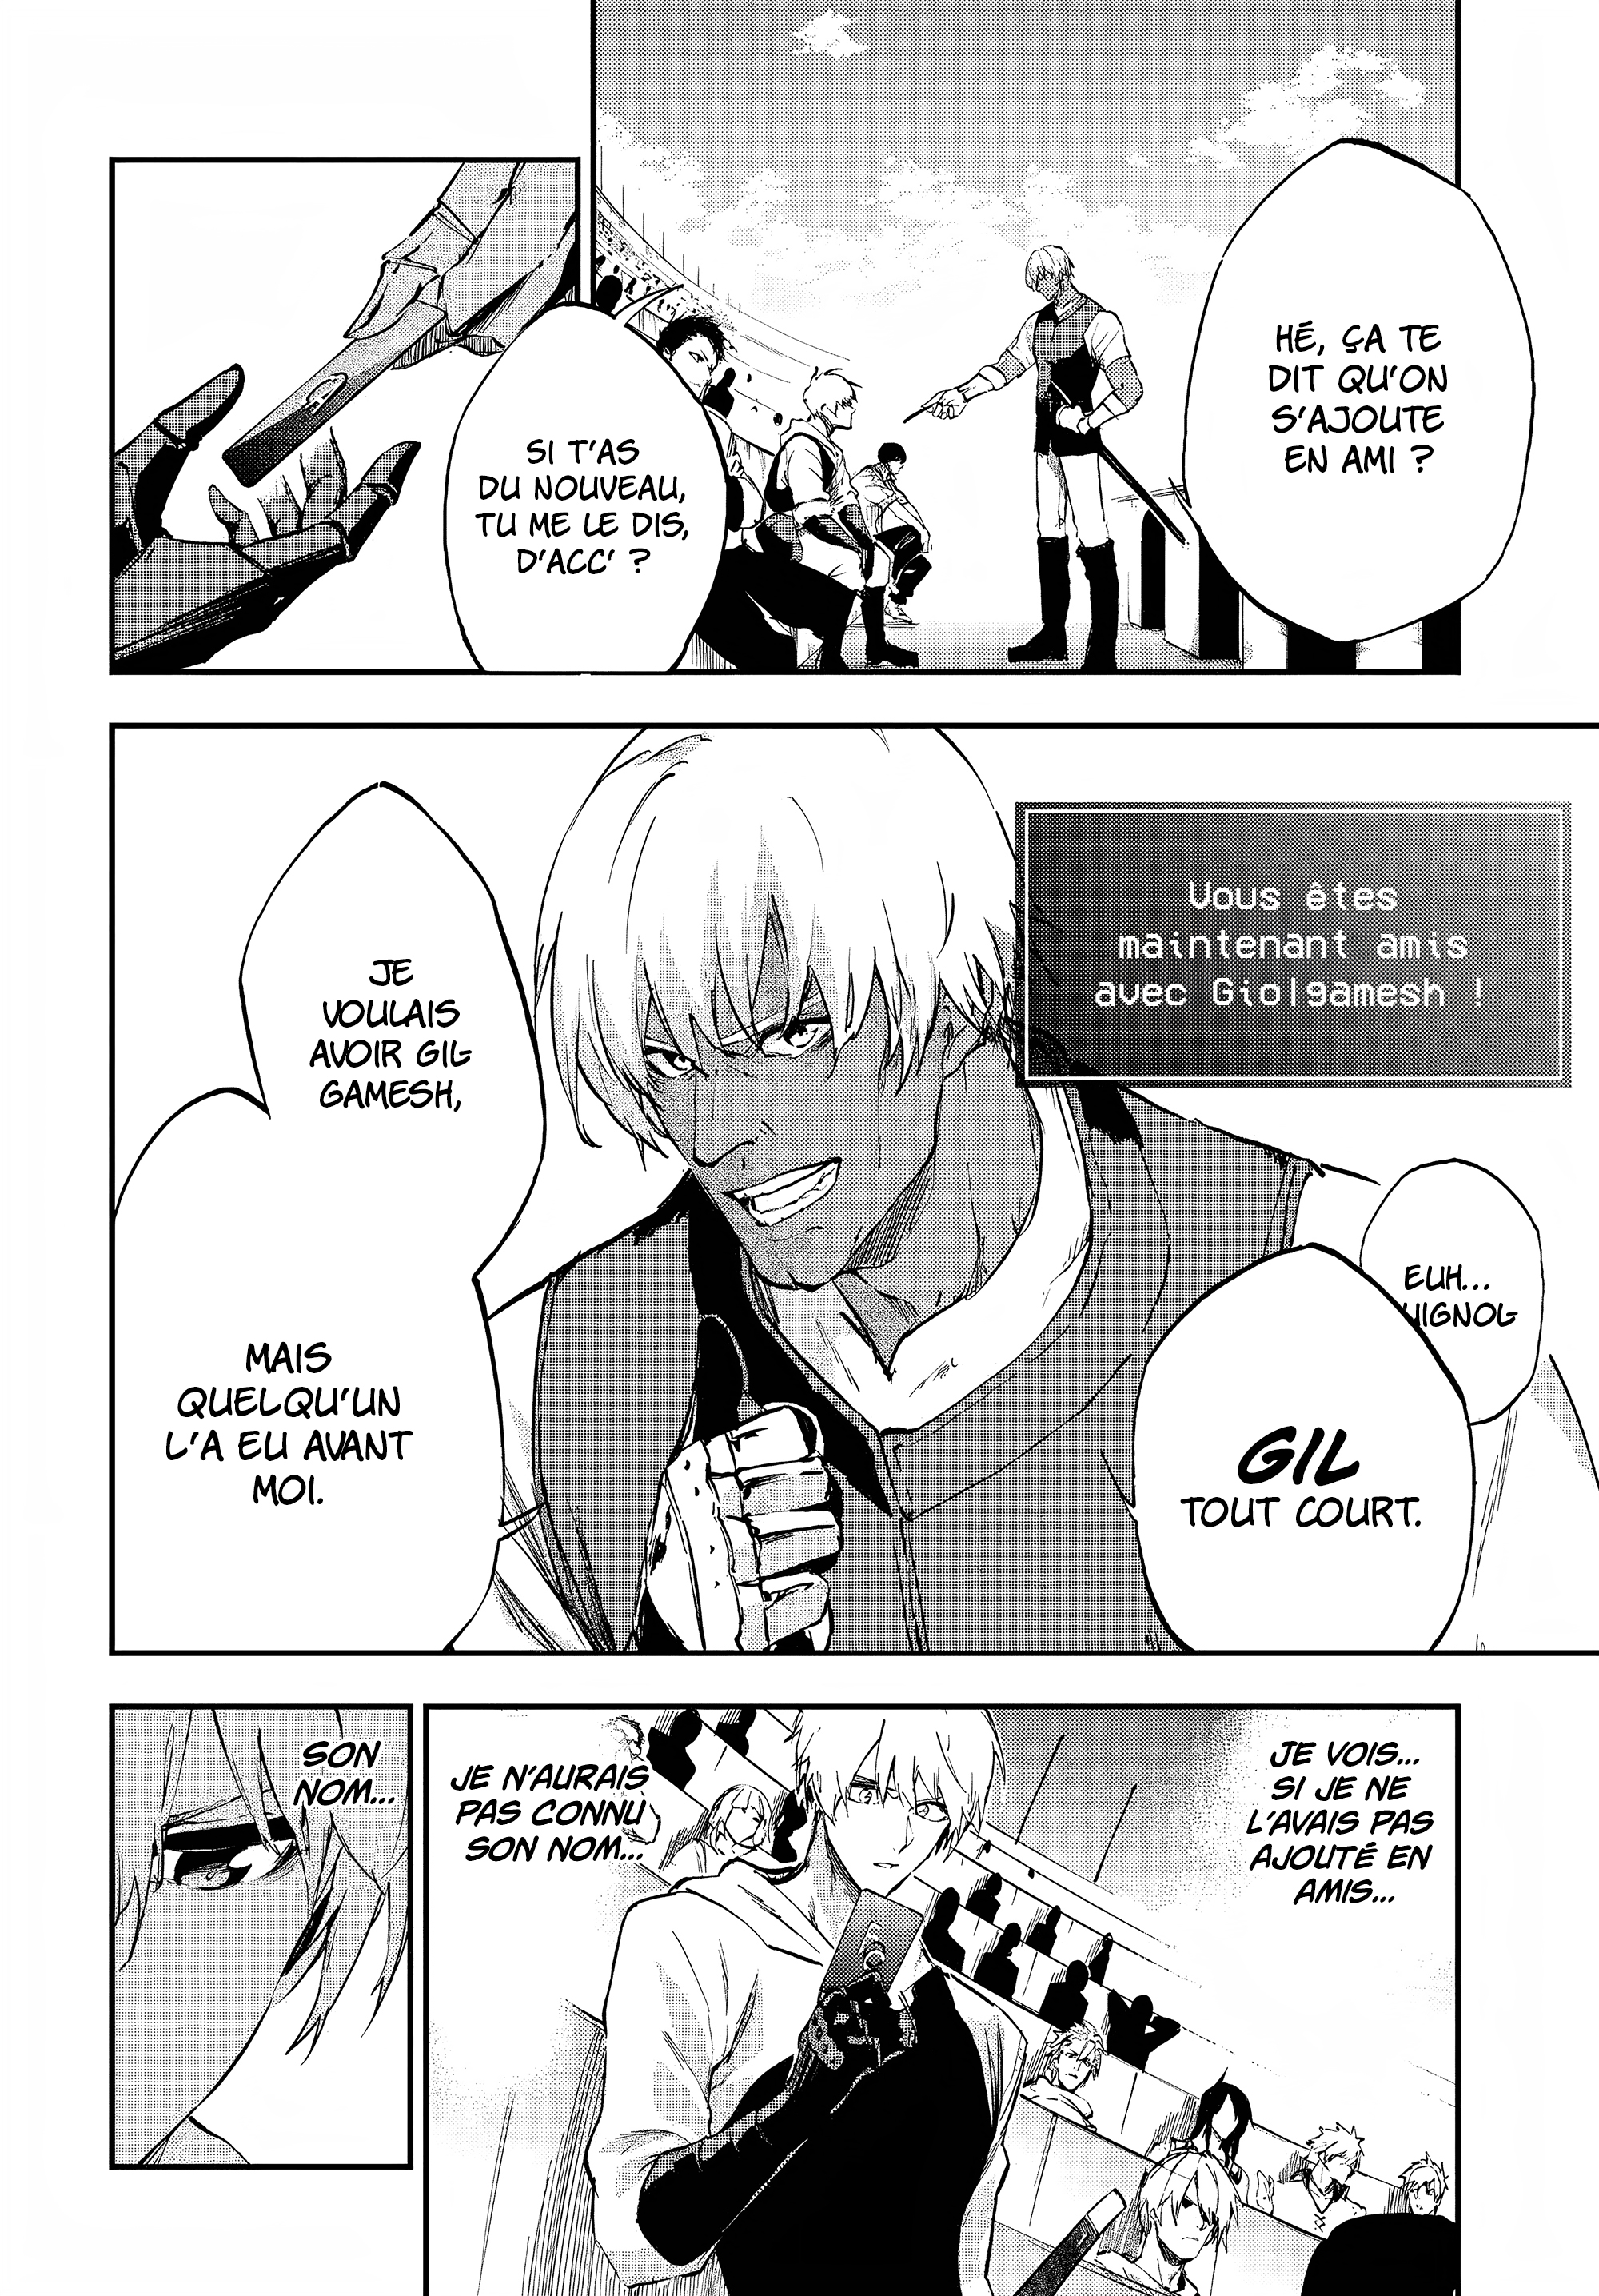 HÉ, ÇA TE
DIT QU'ON
S'AJOUTE
EN AMI ?
SI T'AS
DU NOUVEAU,
TU ME LE DIS,
D'ACC' ?
Vous êtes
maintenant amis
avec Gio|gamesh !
EUH...
GIL
TOUT COURT.
JE
VOULAIS
AVOIR GIL-
GAMESH,
MAIS
QUELQU'UN
L'A EU AVANT
MOI.
JE VOIS...
SI JE NE
L'AVAIS PAS
AJOUTÉ EN
AMIS...
JE N'AURAIS
PAS CONNU
SON NOM...
SON
NOM...